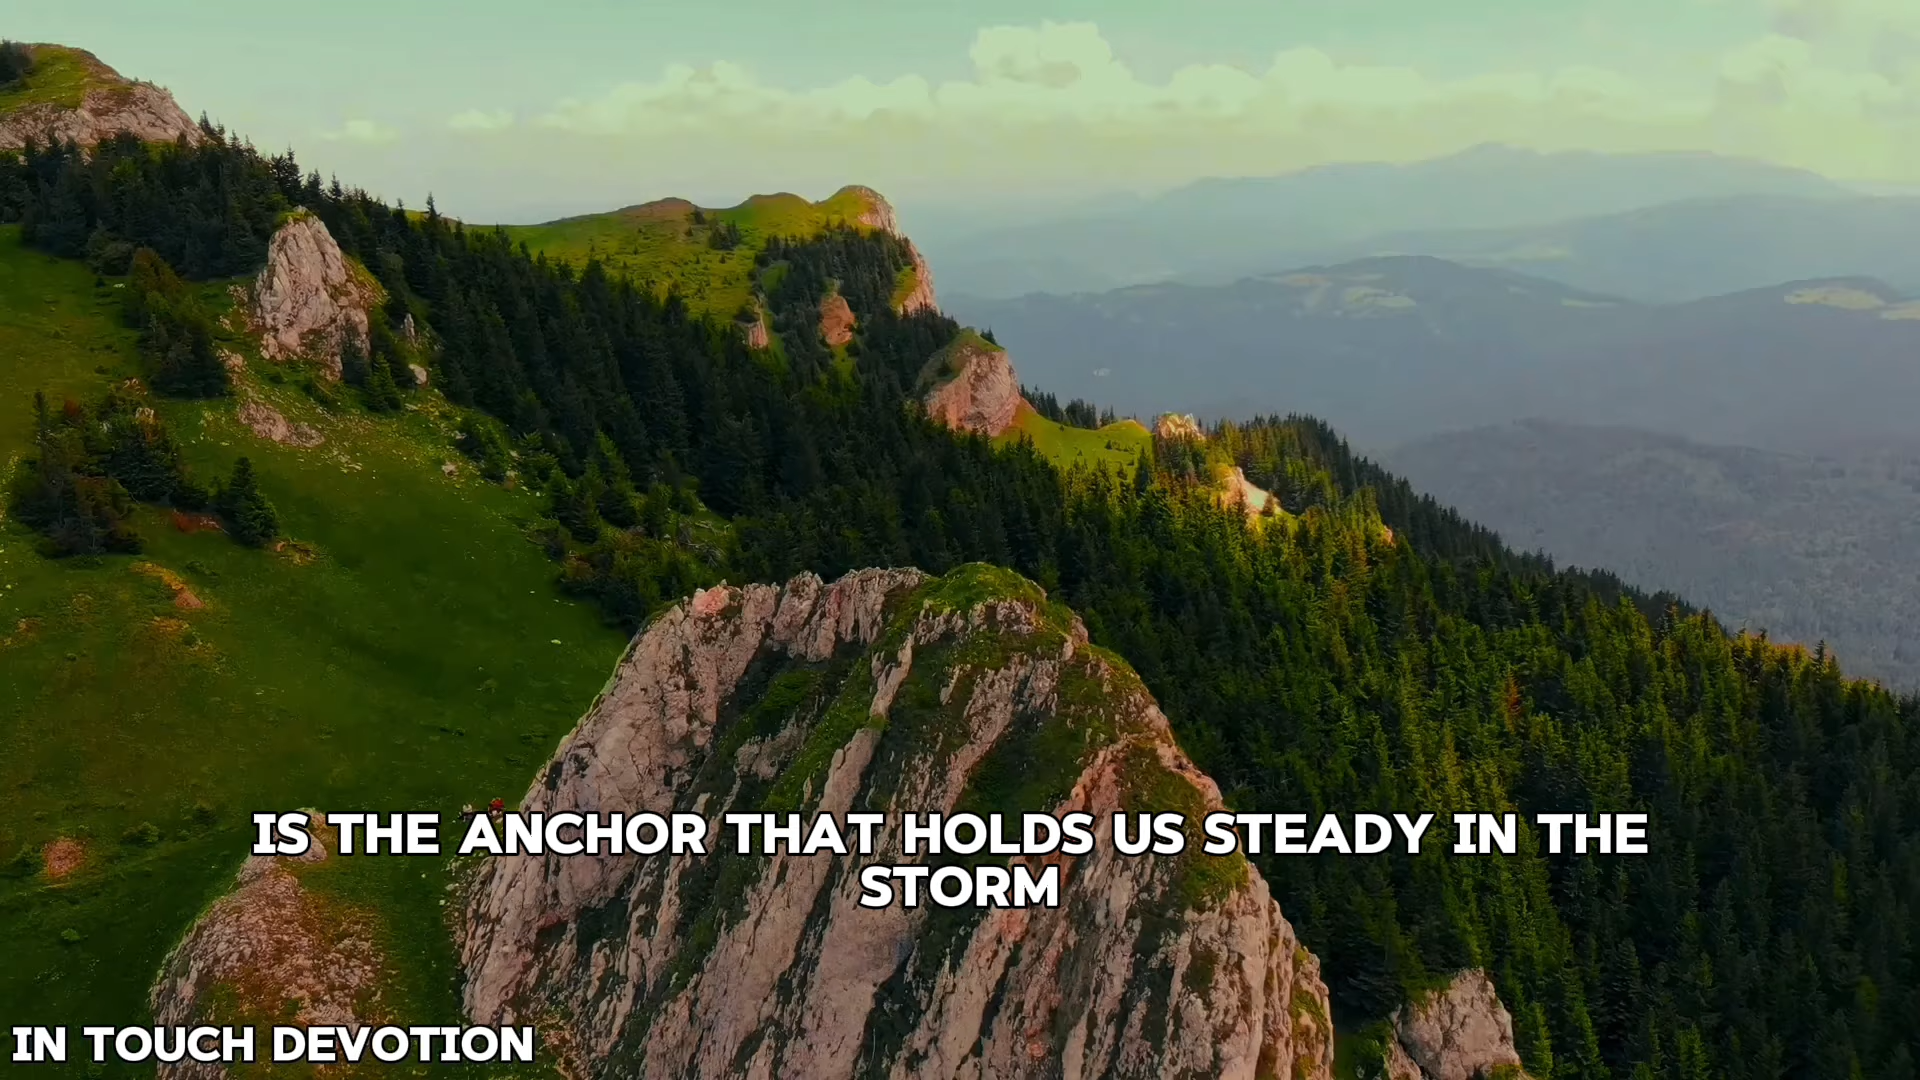 IS THE ANCHOR THAT HOLDS US STEADY IN THE
STORM
IN TOUCH DEVOTION